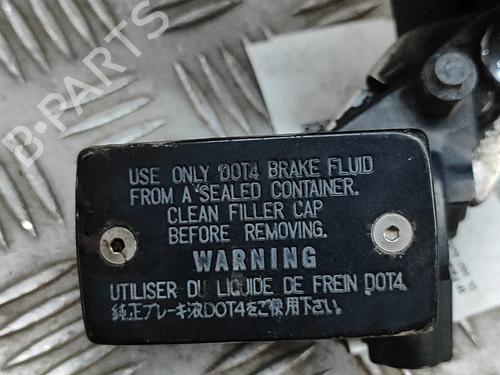 USE ONLY DOT4 BRAKE FLUID
FROM A SEALED CONTAINER.
CLEAN FILLER CAP
BEFORE REMOVING.
WARNING
UTILISER DU LIQUIDE DE FREIN DOT4.
純正ブレーキ液DOT4をご使用下さい。
B-PARTS